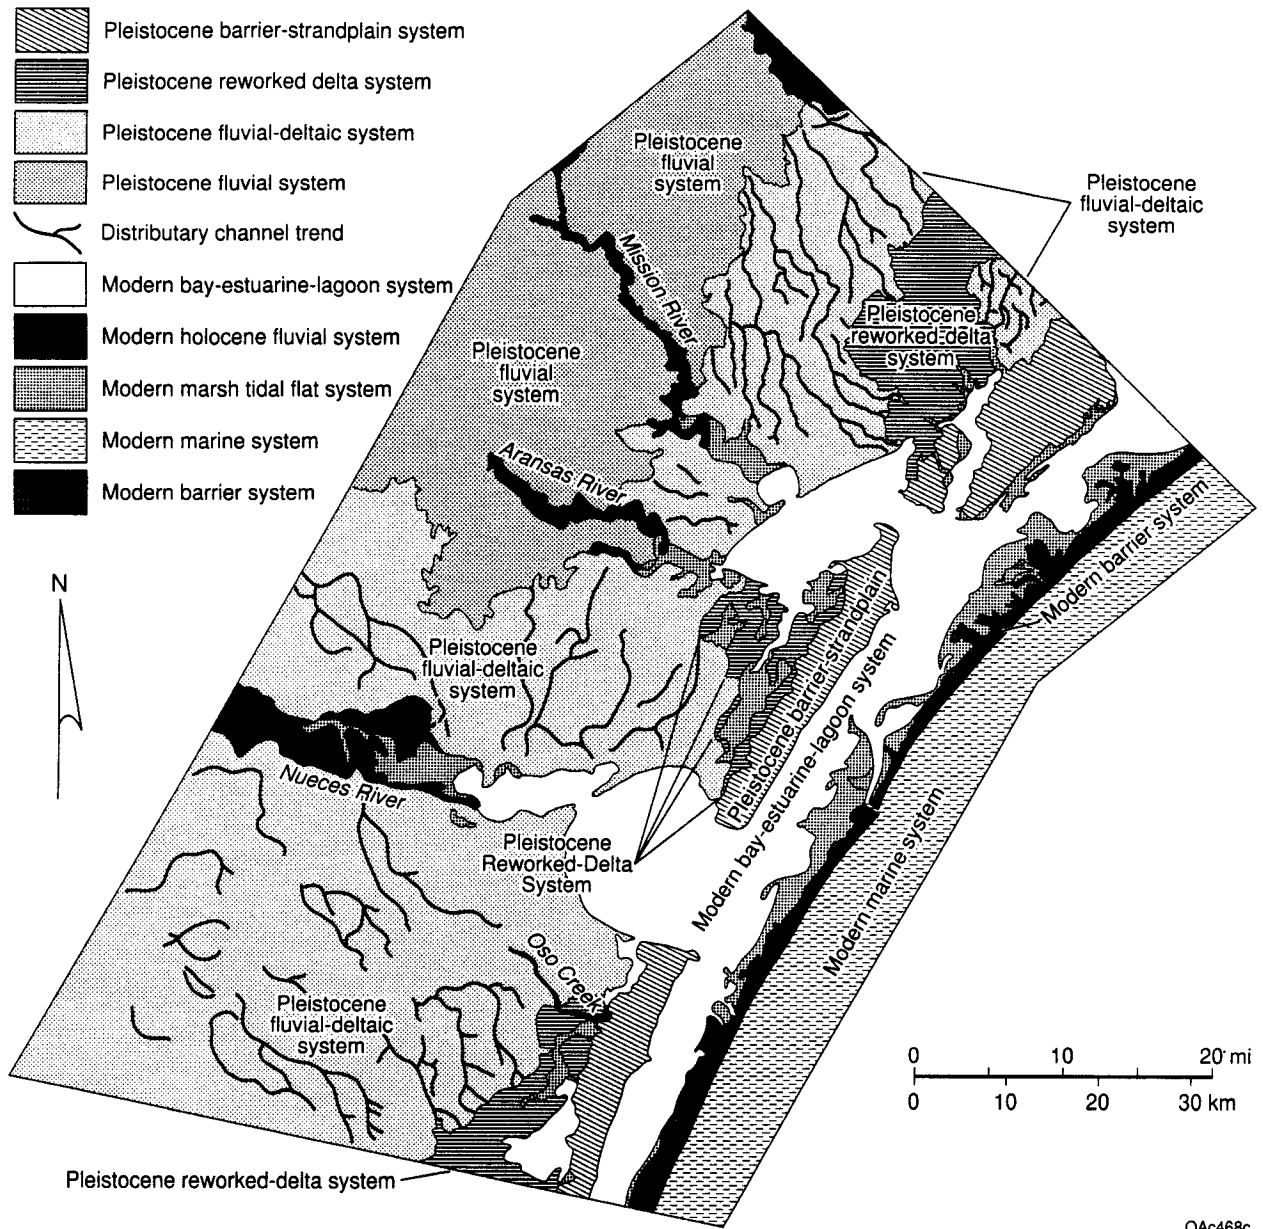 Pleistocene barrier-strandplain system
Pleistocene reworked delta system
Pleistocene fluvial-deltaic system
Pleistocene fluvial system
Distributary channel trend
Modern bay-estuarine-lagoon system
Modern holocene fluvial system
Modern marsh tidal flat system
Modern marine system
Modern barrier system
N
Pleistocene
fluvial
system
Pleistocene
fluvial-deltaic
system
Mission River
Pleistocene
reworked-delta
system
Pleistocene
fluvial
system
Aransas River
Modern barrier system
Pleistocene
fluvial-deltaic
system
Pleistocene barrier-strandplain
Modern bay-estuarine-lagoon system
Nueces River
Pleistocene
Reworked-Delta
System
Modern marine system
Oso Creek
Pleistocene
fluvial-deltaic
system
Pleistocene reworked-delta system
0 10 20 mi
0 10 20 30 km
QAc468c